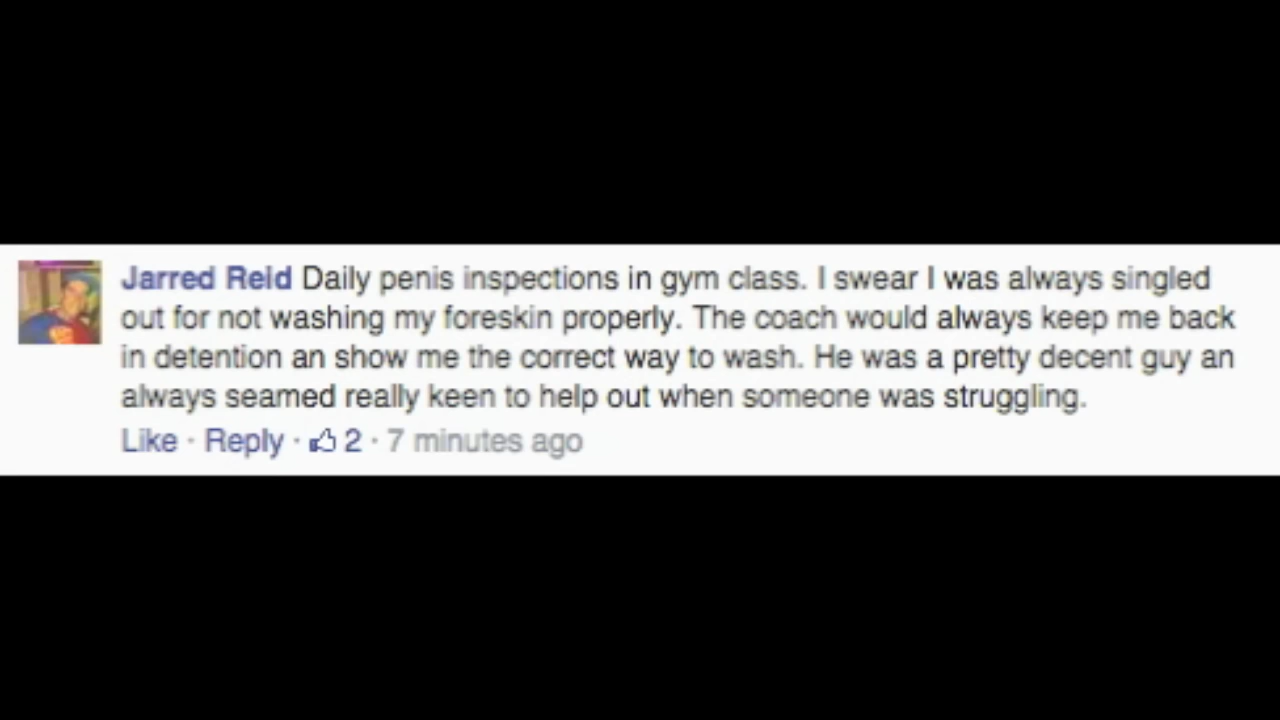 Jarred Reid Daily penis inspections in gym class. I swear I was always singled
out for not washing my foreskin properly. The coach would always keep me back
in detention an show me the correct way to wash. He was a pretty decent guy an
always seamed really keen to help out when someone was struggling.
Like · Reply · 2 · 7 minutes ago